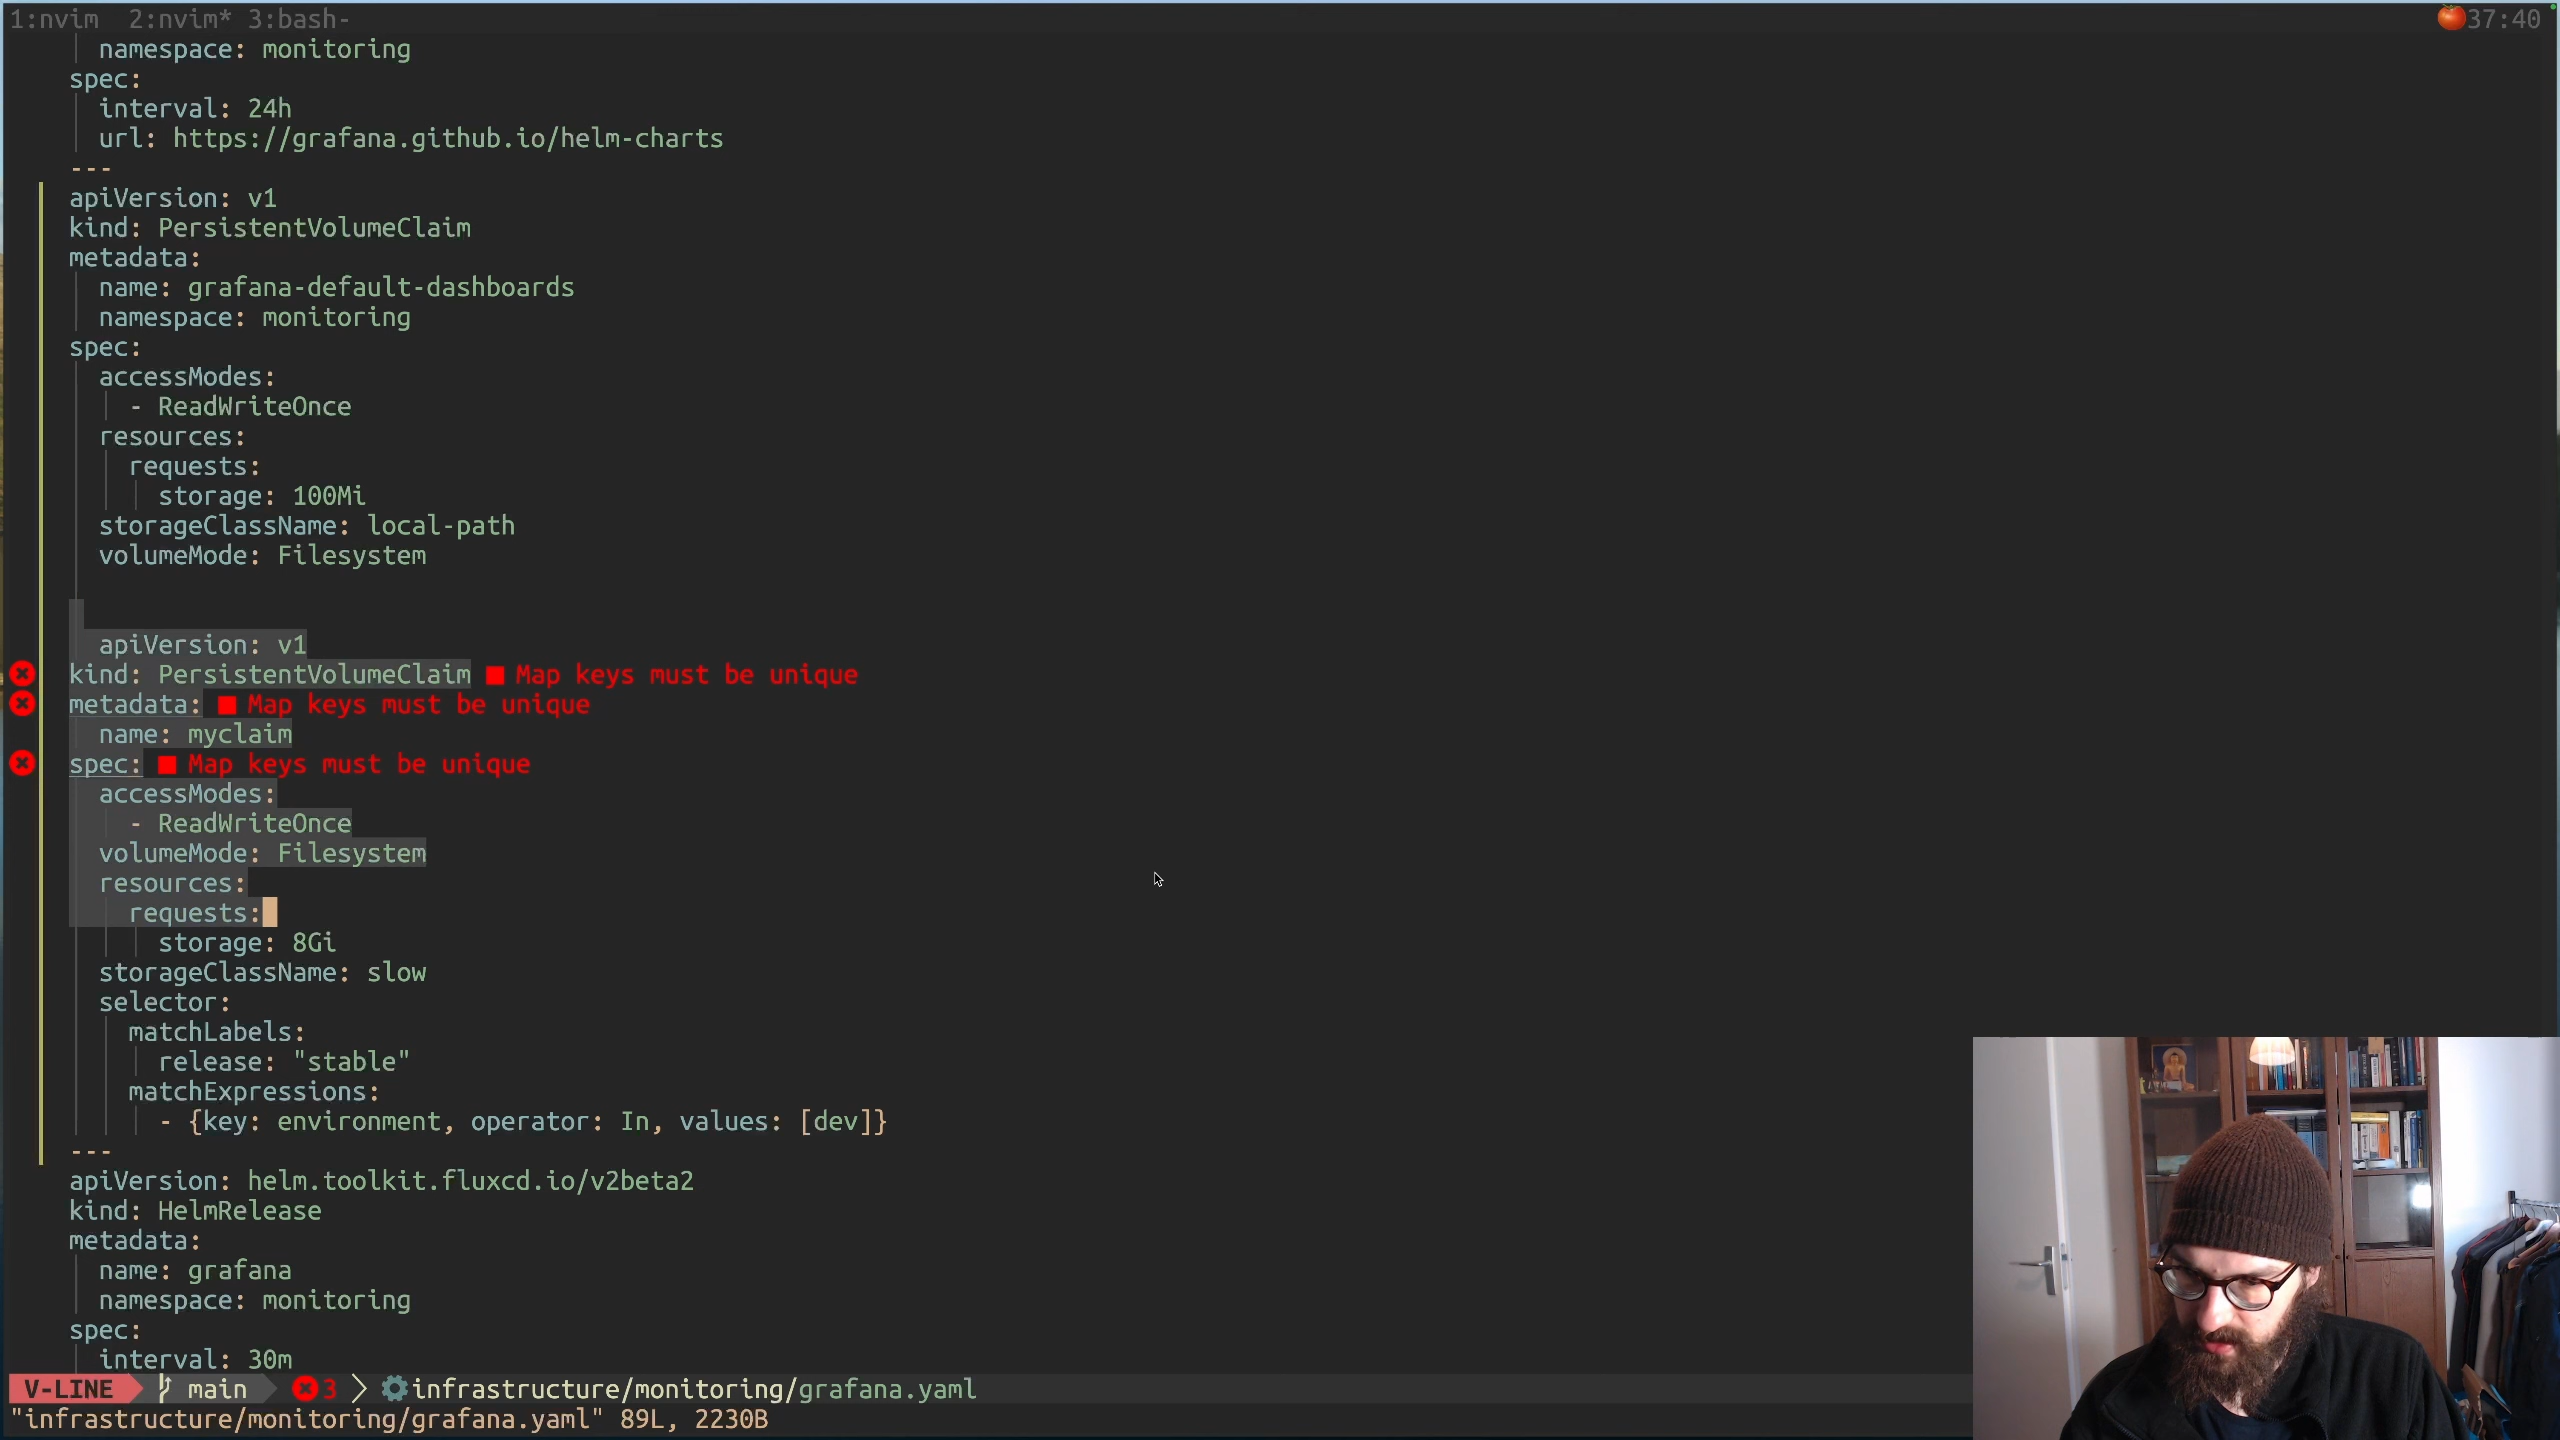 1:nvim  2:nvim* 3:bash-
37:40
  namespace: monitoring
spec:
  interval: 24h
  url: https://grafana.github.io/helm-charts
---
apiVersion: v1
kind: PersistentVolumeClaim
metadata:
  name: grafana-default-dashboards
  namespace: monitoring
spec:
  accessModes:
    - ReadWriteOnce
  resources:
    requests:
      storage: 100Mi
  storageClassName: local-path
  volumeMode: Filesystem
  apiVersion: v1
kind: PersistentVolumeClaim ■ Map keys must be unique
metadata: ■ Map keys must be unique
  name: myclaim
spec: ■ Map keys must be unique
  accessModes:
    - ReadWriteOnce
  volumeMode: Filesystem
  resources:
    requests:
      storage: 8Gi
  storageClassName: slow
  selector:
    matchLabels:
      release: "stable"
    matchExpressions:
      - {key: environment, operator: In, values: [dev]}
---
apiVersion: helm.toolkit.fluxcd.io/v2beta2
kind: HelmRelease
metadata:
  name: grafana
  namespace: monitoring
spec:
  interval: 30m
V-LINE main 3 infrastructure/monitoring/grafana.yaml
"infrastructure/monitoring/grafana.yaml" 89L, 2230B